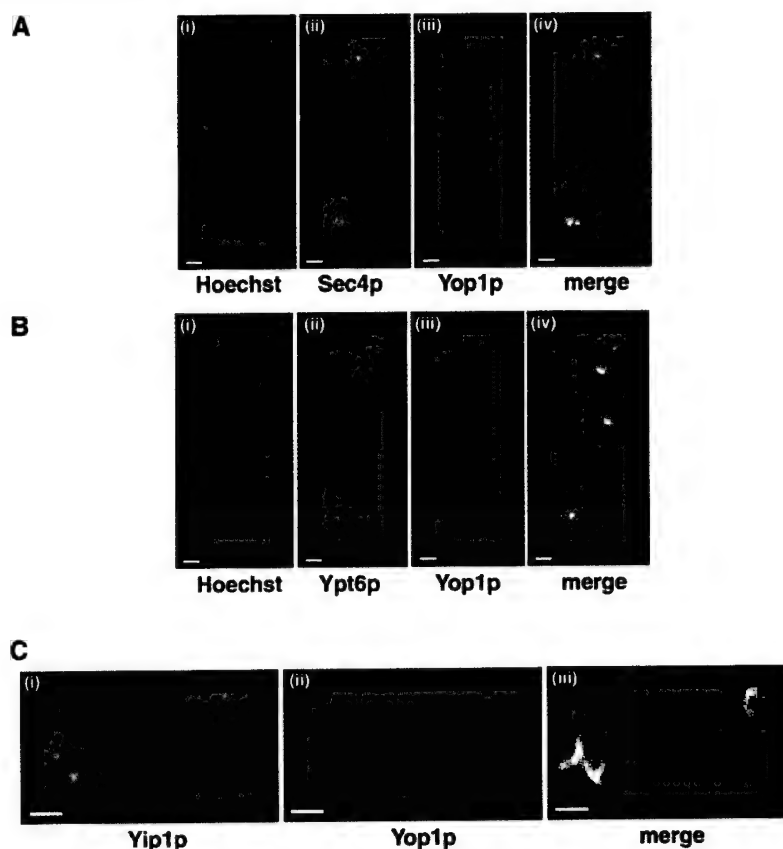 A
(i) (ii) (iii) (iv)
Hoechst Sec4p Yop1p merge
B
(i) (ii) (iii) (iv)
Hoechst Ypt6p Yop1p merge
C
(i) (ii) (iii)
Yip1p Yop1p merge